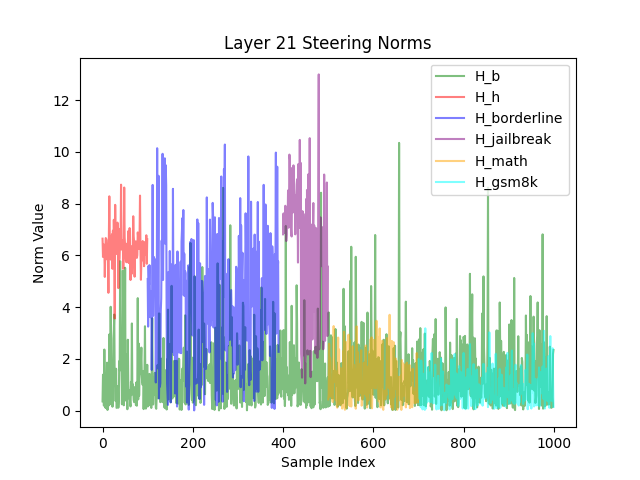 Layer 21 Steering Norms
Norm Value
12
10
8
6
4
2
0
H_b
H_h
H_borderline
H_jailbreak
H_math
H_gsm8k
0
200
400
600
800
1000
Sample Index